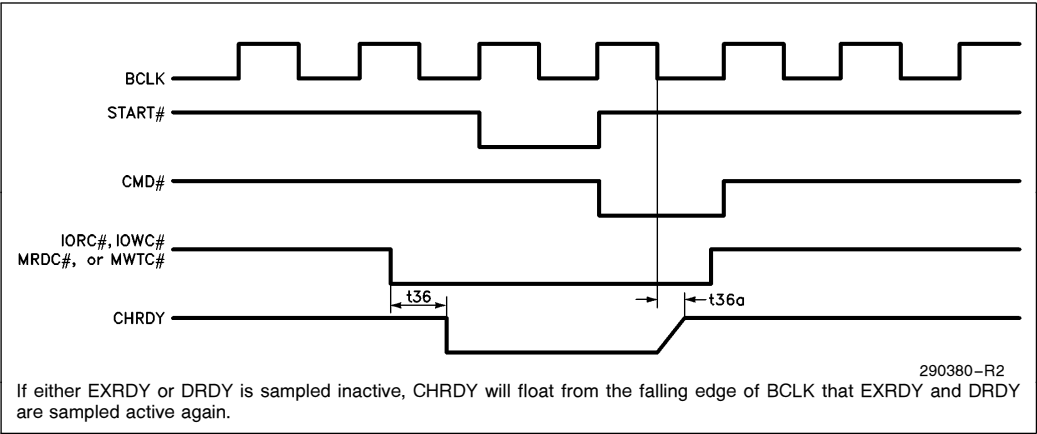 BCLK
START#
CMD#
IORC#, IOWC#
MRDC#, or MWTC#
t36
t36a
CHRDY
290380–R2
If either EXRDY or DRDY is sampled inactive, CHRDY will float from the falling edge of BCLK that EXRDY and DRDY
are sampled active again.